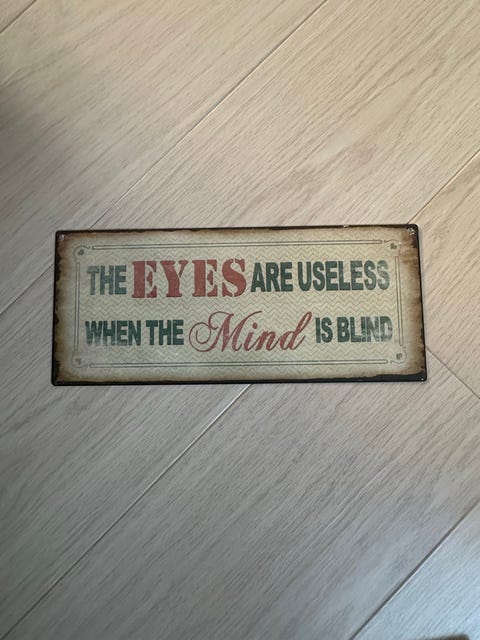 THE EYES ARE USELESS
WHEN THE Mind IS BLIND